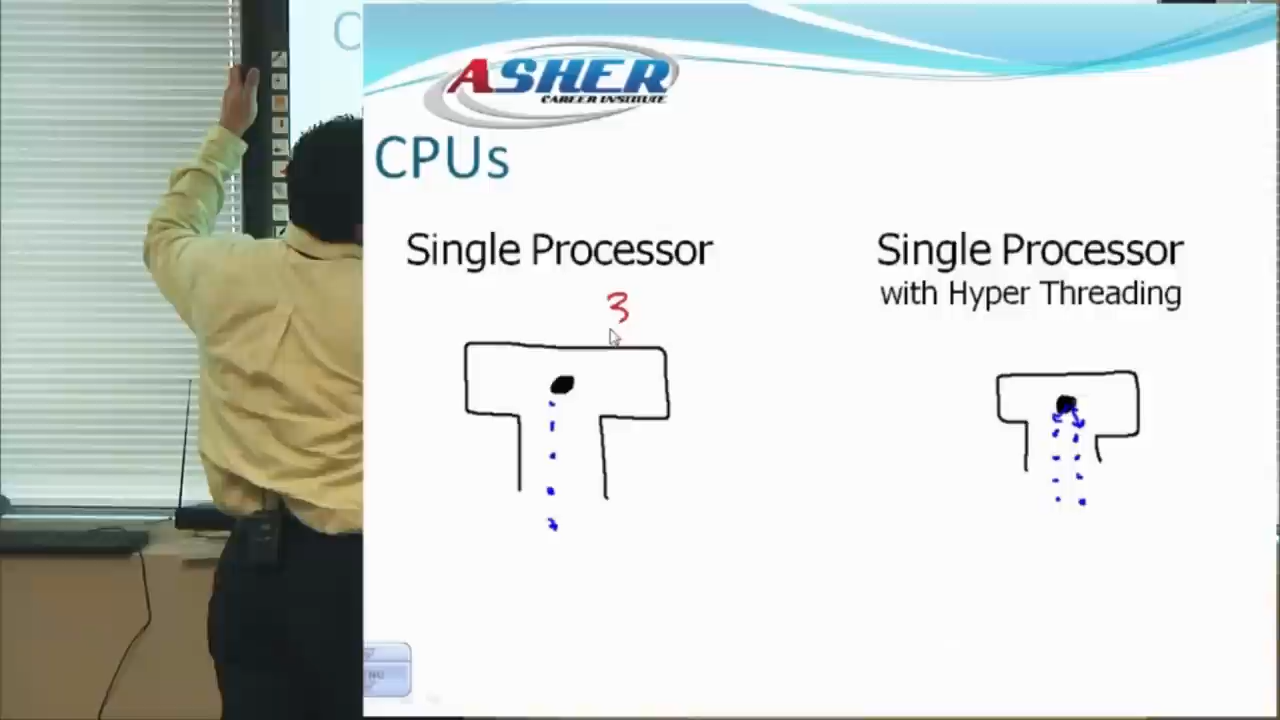 C
ASHER
CAREER INSTITUTE
CPUs
Single Processor
Single Processor
with Hyper Threading
3